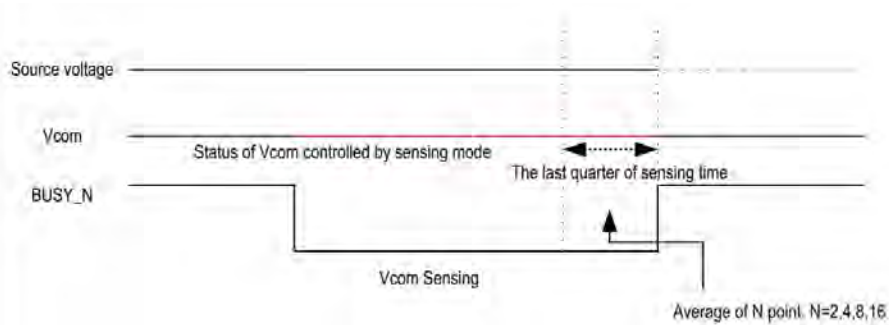 Source voltage
Vcom
Status of Vcom controlled by sensing mode
The last quarter of sensing time
BUSY_N
Vcom Sensing
Average of N point. N=2,4,8,16